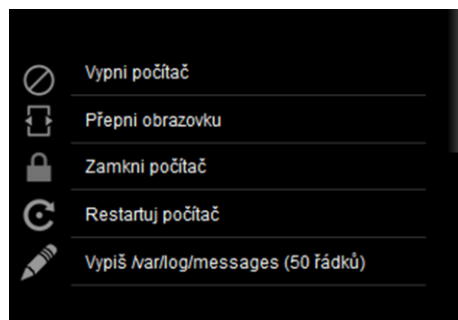 Vypni počítač
Přepni obrazovku
Zamkni počítač
Restartuj počítač
Vypiš /var/log/messages (50 řádků)